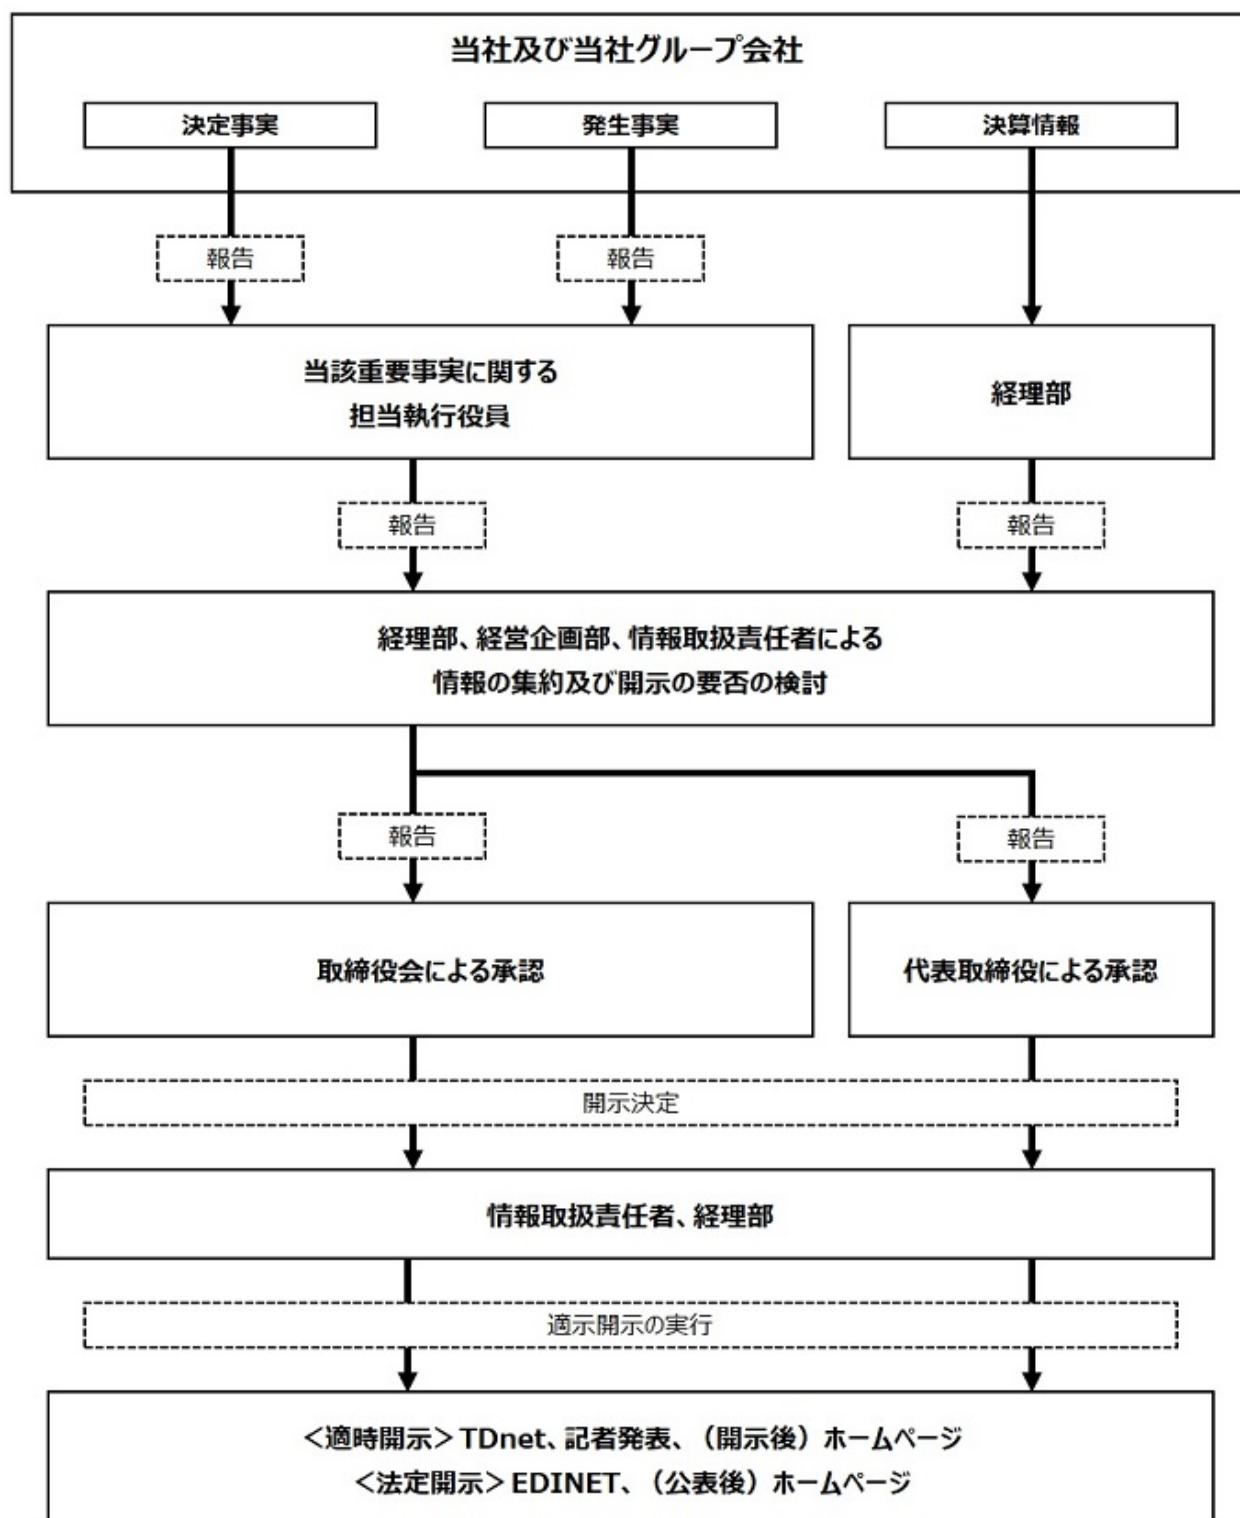 当社及び当社グループ会社
決定事実
発生事実
決算情報
報告
報告
当該重要事実に関する
担当執行役員
経理部
報告
報告
経理部、経営企画部、情報取扱責任者による
情報の集約及び開示の要否の検討
報告
報告
取締役会による承認
代表取締役による承認
開示決定
情報取扱責任者、経理部
適示開示の実行
＜適時開示＞TDnet、記者発表、（開示後）ホームページ
＜法定開示＞EDINET、（公表後）ホームページ